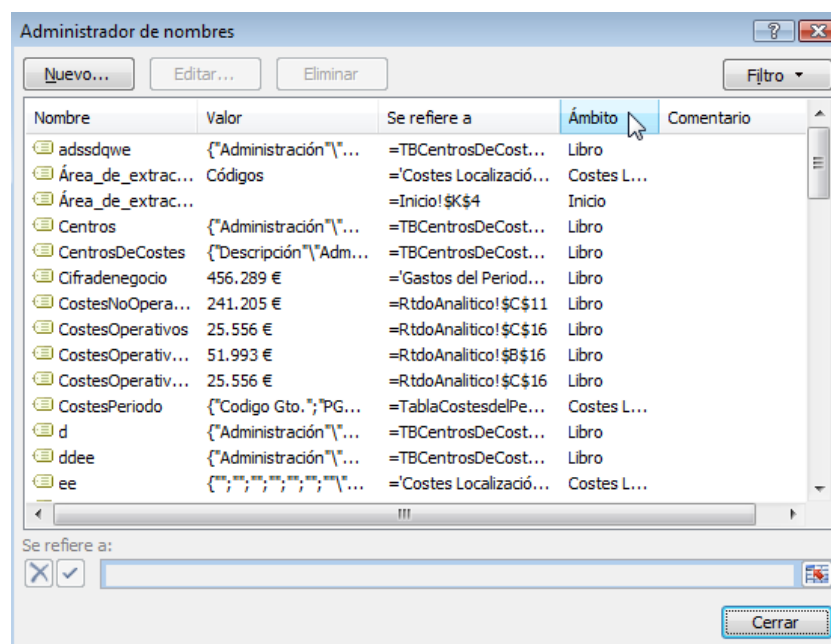 Administrador de nombres
Nuevo... Editar... Eliminar Filtro
Nombre Valor Se refiere a Ámbito Comentario
adssdqwe {"Administración"\"... =TBCentrosDeCost... Libro
Área_de_extrac... Códigos ='Costes Localizació... Costes L...
Área_de_extrac... =Inicio!$K$4 Inicio
Centros {"Administración"\"... =TBCentrosDeCost... Libro
CentrosDeCostes {"Descripción"\"Adm... =TBCentrosDeCost... Libro
Cifradenegocio 456.289 € ='Gastos del Period... Libro
CostesNoOpera... 241.205 € =RtdoAnalitico!$C$11 Libro
CostesOperativos 25.556 € =RtdoAnalitico!$C$16 Libro
CostesOperativ... 51.993 € =RtdoAnalitico!$B$16 Libro
CostesOperativ... 25.556 € =RtdoAnalitico!$C$16 Libro
CostesPeriodo {"Codigo Gto.";"PG... =TablaCostesdelPe... Costes L...
d {"Administración"\"... =TBCentrosDeCost... Libro
ddee {"Administración"\"... =TBCentrosDeCost... Libro
ee {"";"";"";"";"";"";""\"... ='Costes Localizació... Costes L...
Se refiere a:
Cerrar